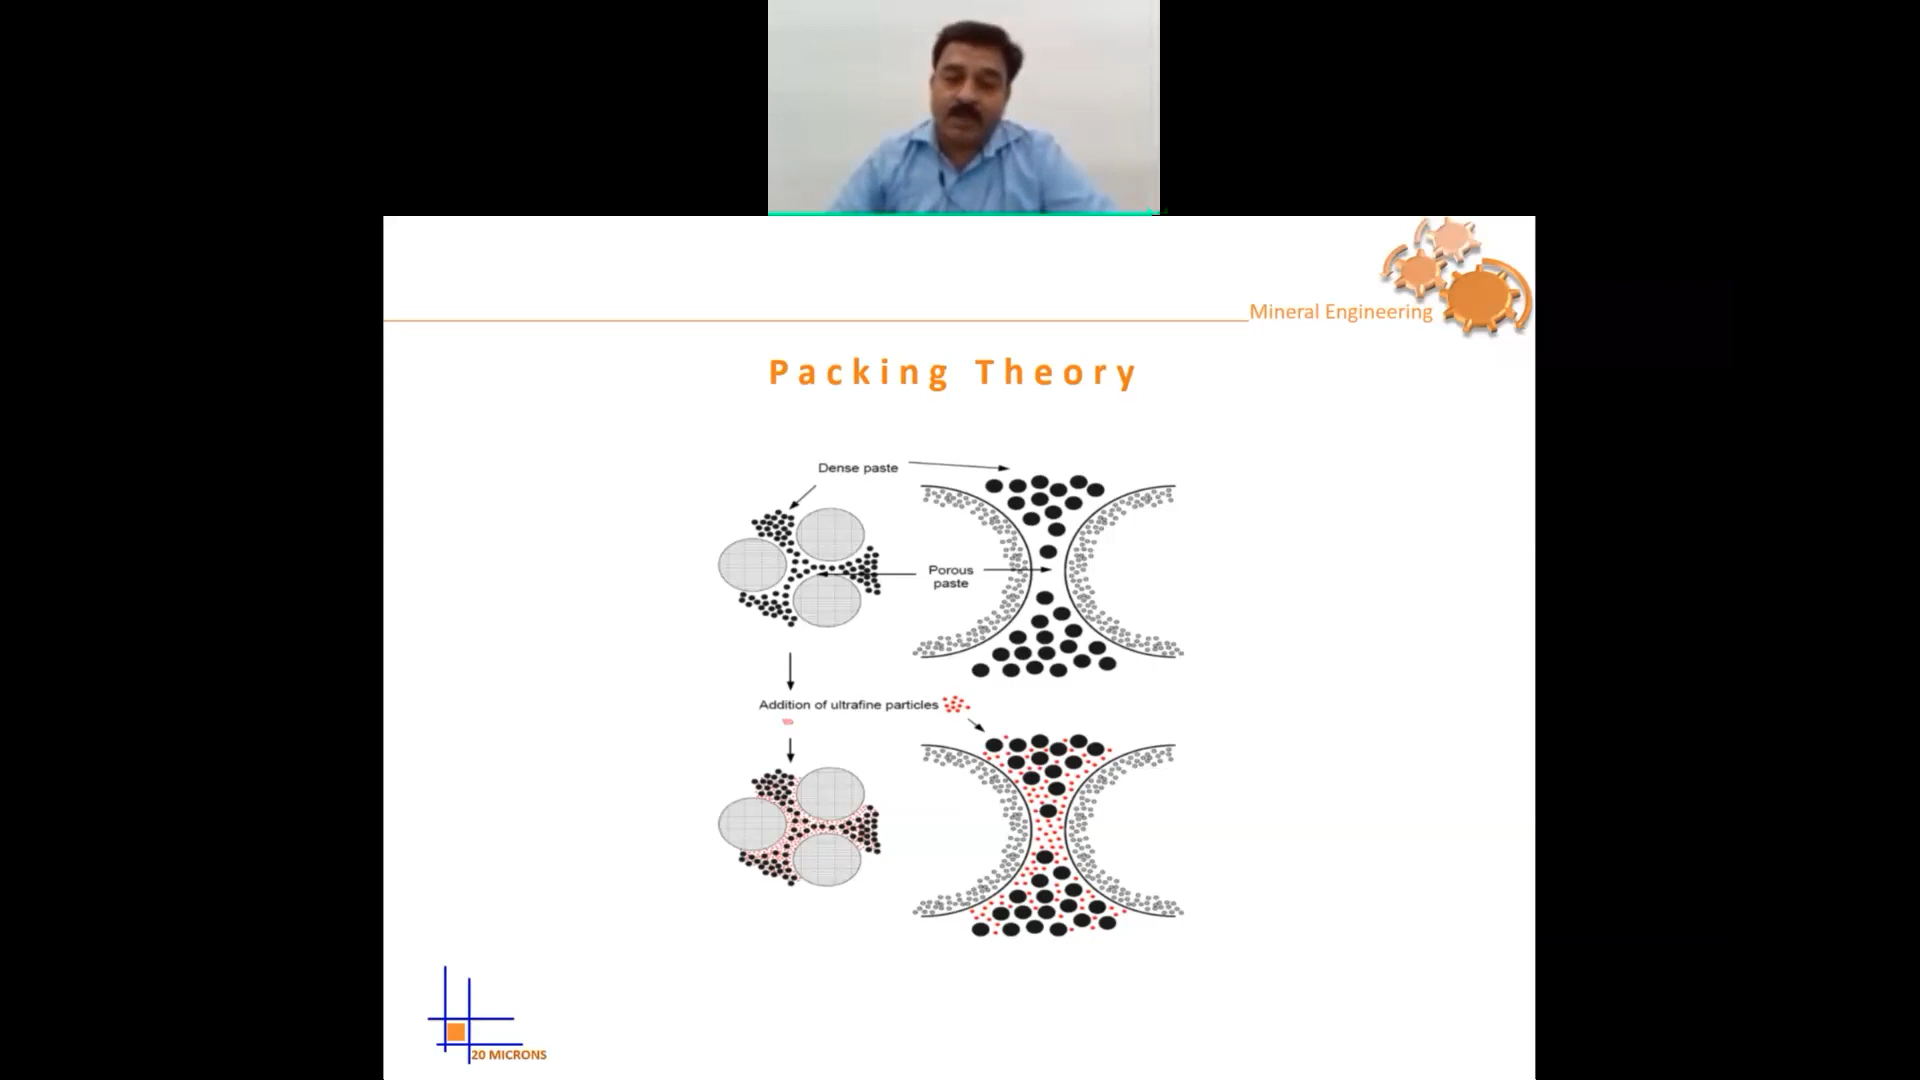 Mineral Engineering
Packing Theory
Dense paste
Porous
paste
Addition of ultrafine particles
20 MICRONS